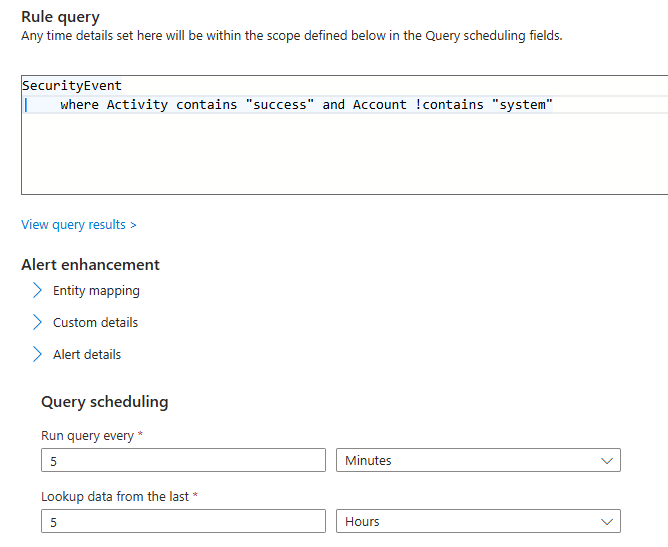 Rule query
Any time details set here will be within the scope defined below in the Query scheduling fields.
SecurityEvent
| where Activity contains "success" and Account !contains "system"
View query results >
Alert enhancement
Entity mapping
Custom details
Alert details
Query scheduling
Run query every *
5 Minutes
Lookup data from the last *
5 Hours